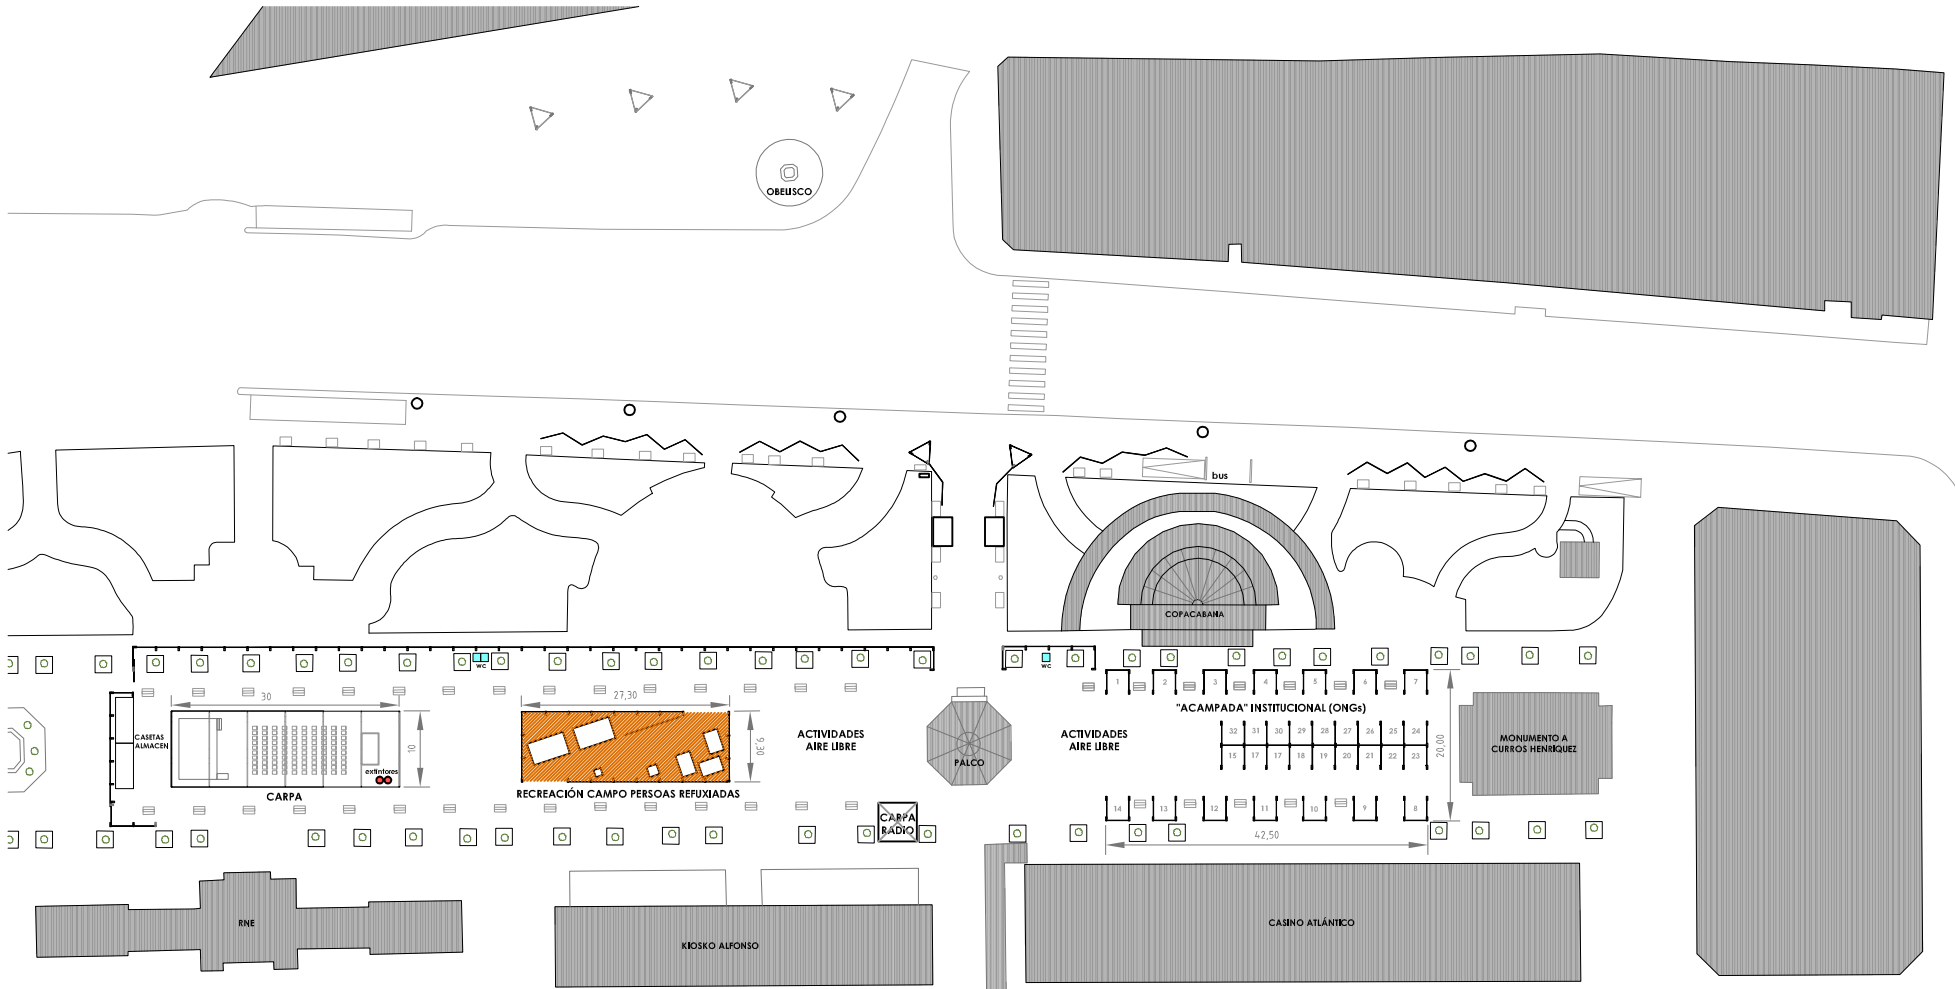 OBELISCO
bus
COPACABANA
WC
WC
30
27,30
1 2 3 4 5 6 7
"ACAMPADA" INSTITUCIONAL (ONGs)
CASETAS
ALMACEN
10
9,30
ACTIVIDADES
AIRE LIBRE
ACTIVIDADES
AIRE LIBRE
32 31 30 29 28 27 26 25 24
15 17 17 18 19 20 21 22 23
20,00
MONUMENTO A
CURROS HENRIQUEZ
PALCO
extintores
CARPA
RECREACIÓN CAMPO PERSOAS REFUXIADAS
14 13 12 11 10 9 8
CARPA
RADIO
42,50
RNE
KIOSKO ALFONSO
CASINO ATLÁNTICO